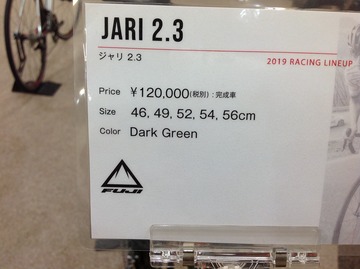 JARI 2.3
ジャリ 2.3
2019 RACING LINEUP
Price ¥120,000(税別):完成車
Size 46, 49, 52, 54, 56cm
Color Dark Green
FUJI